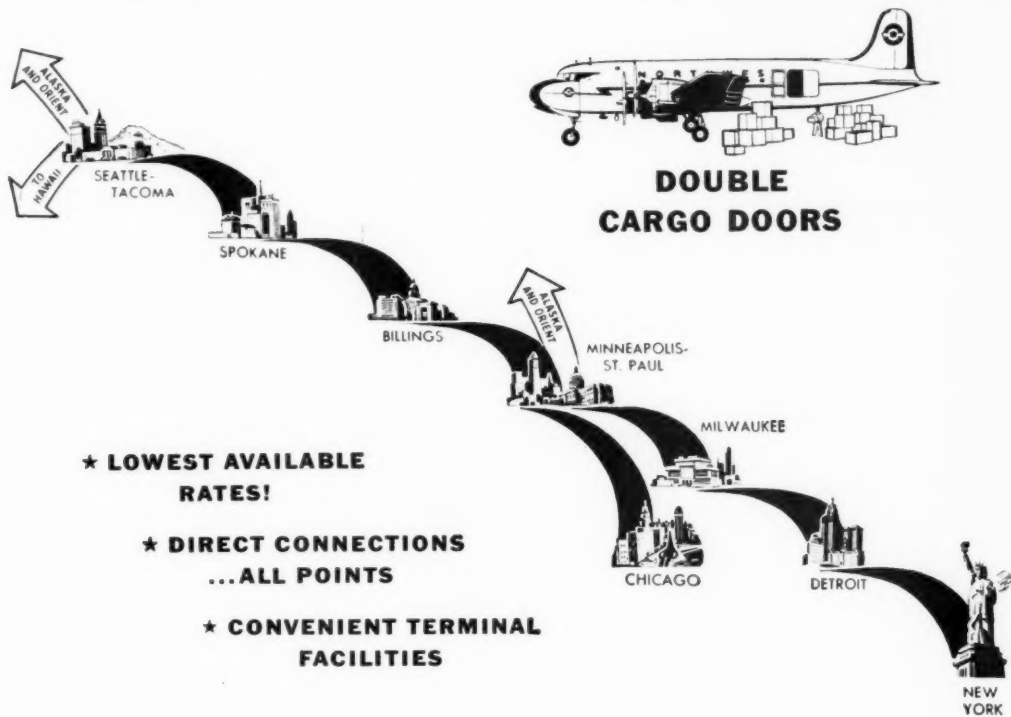 ALASKA
AND ORIENT
TO
HAWAII
SEATTLE-
TACOMA
DOUBLE
CARGO DOORS
SPOKANE
BILLINGS
ALASKA
AND ORIENT
MINNEAPOLIS-
ST. PAUL
MILWAUKEE
★ LOWEST AVAILABLE
RATES!
★ DIRECT CONNECTIONS
...ALL POINTS
CHICAGO
DETROIT
★ CONVENIENT TERMINAL
FACILITIES
NEW
YORK